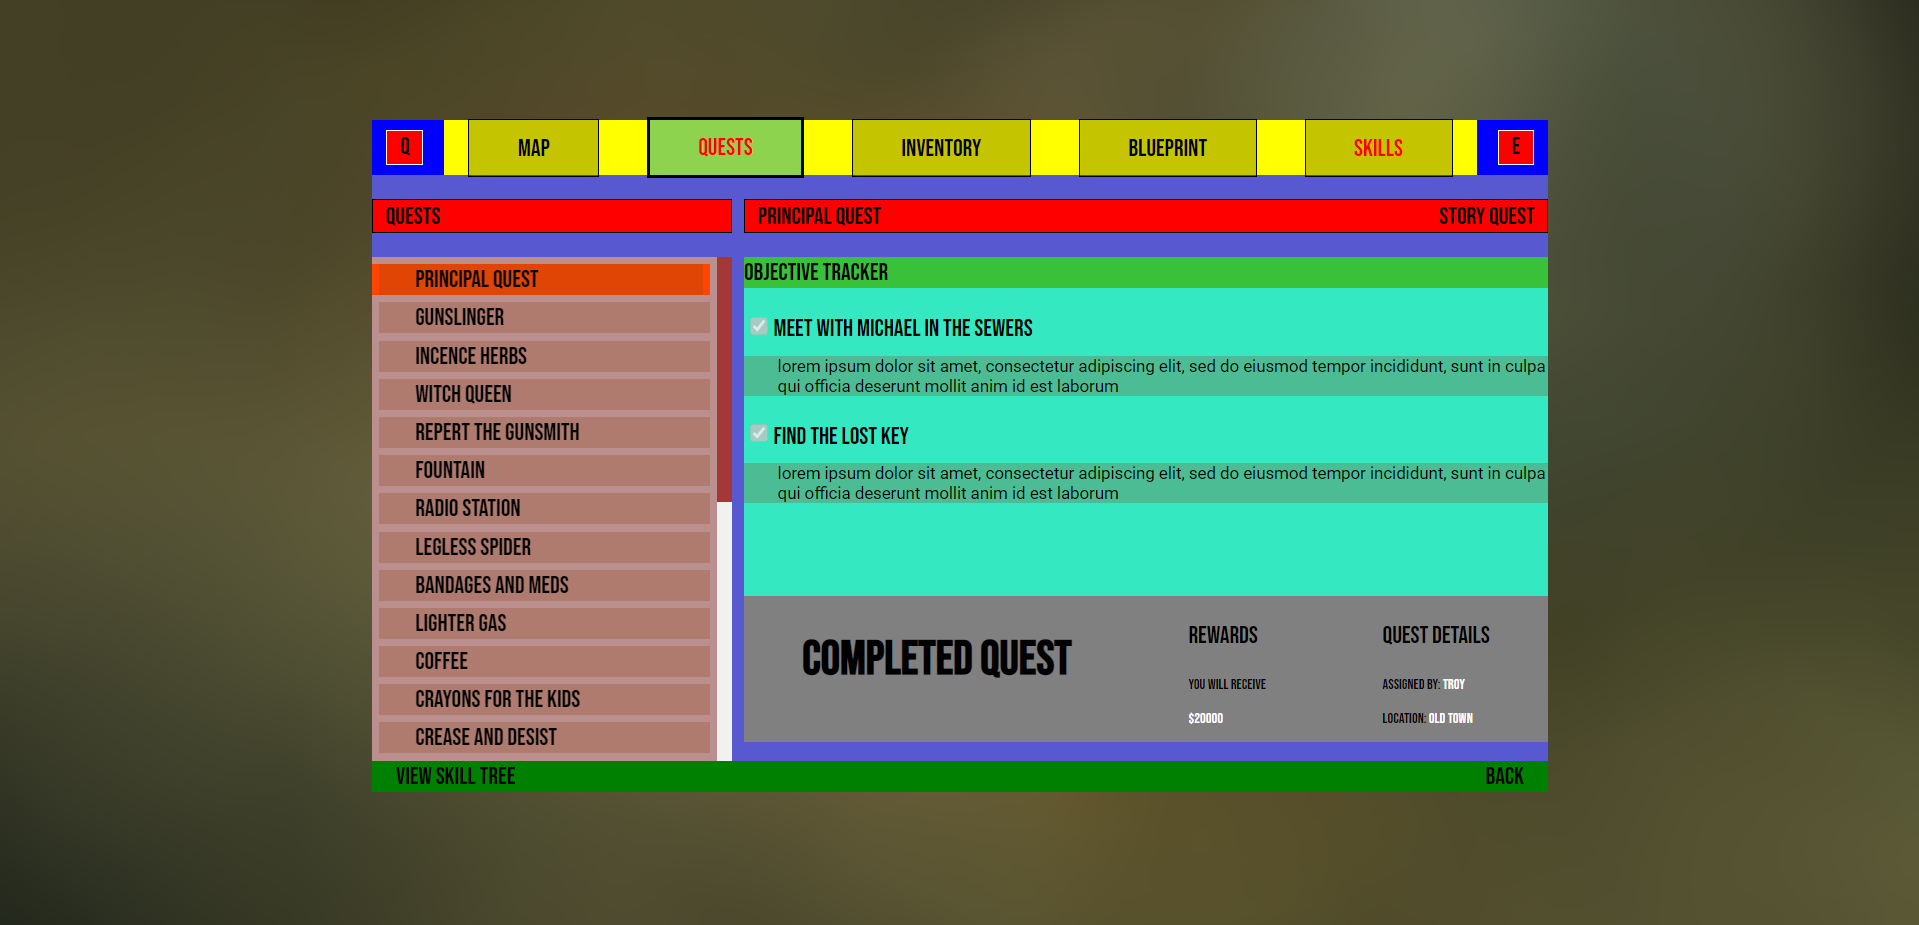 Q
MAP
QUESTS
INVENTORY
BLUEPRINT
SKILLS
E
QUESTS
PRINCIPAL QUEST
STORY QUEST
PRINCIPAL QUEST
GUNSLINGER
INCENCE HERBS
WITCH QUEEN
REPERT THE GUNSMITH
FOUNTAIN
RADIO STATION
LEGLESS SPIDER
BANDAGES AND MEDS
LIGHTER GAS
COFFEE
CRAYONS FOR THE KIDS
CREASE AND DESIST
OBJECTIVE TRACKER
MEET WITH MICHAEL IN THE SEWERS
lorem ipsum dolor sit amet, consectetur adipiscing elit, sed do eiusmod tempor incididunt, sunt in culpa
qui officia deserunt mollit anim id est laborum
FIND THE LOST KEY
lorem ipsum dolor sit amet, consectetur adipiscing elit, sed do eiusmod tempor incididunt, sunt in culpa
qui officia deserunt mollit anim id est laborum
COMPLETED QUEST
REWARDS
YOU WILL RECEIVE
$20000
QUEST DETAILS
ASSIGNED BY: TROY
LOCATION: OLD TOWN
VIEW SKILL TREE
BACK